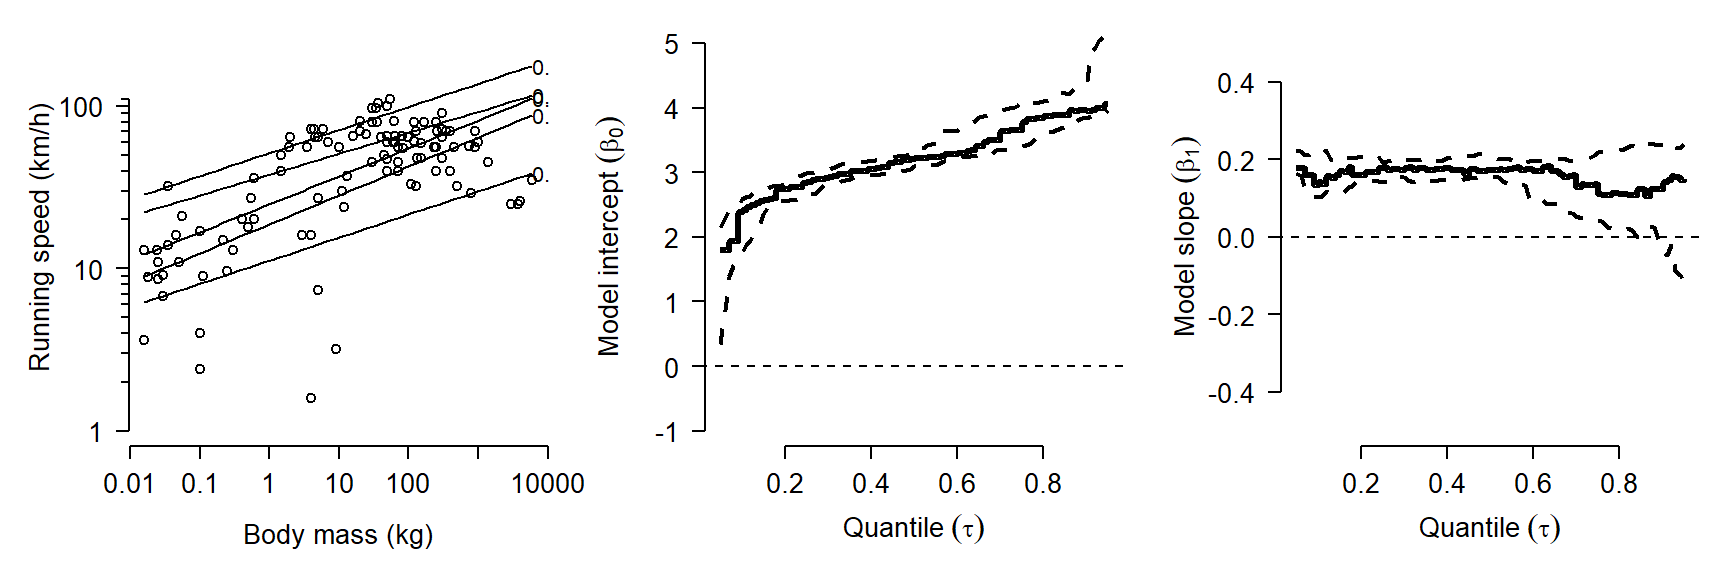 Running speed (km/h)
100
10
1
0.
0.
0.
0.
0.
0.01 0.1 1 10 100 10000
Body mass (kg)
Model intercept (β0)
5
4
3
2
1
0
-1
0.2 0.4 0.6 0.8
Quantile (τ)
Model slope (β1)
0.4
0.2
0.0
-0.2
-0.4
0.2 0.4 0.6 0.8
Quantile (τ)